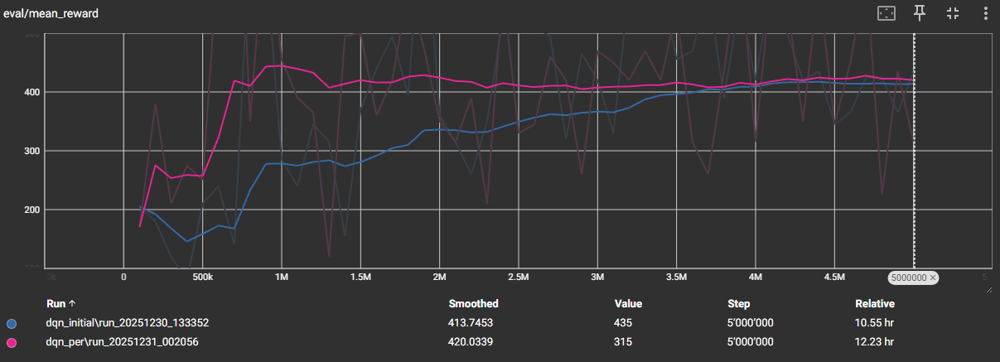 eval/mean_reward
400
300
200
0
500k
1M
1.5M
2M
2.5M
3M
3.5M
4M
4.5M
5000000 ×
Run ↑ Smoothed Value Step Relative
dqn_initial\run_20251230_133352 413.7453 435 5'000'000 10.55 hr
dqn_per\run_20251231_002056 420.0339 315 5'000'000 12.23 hr